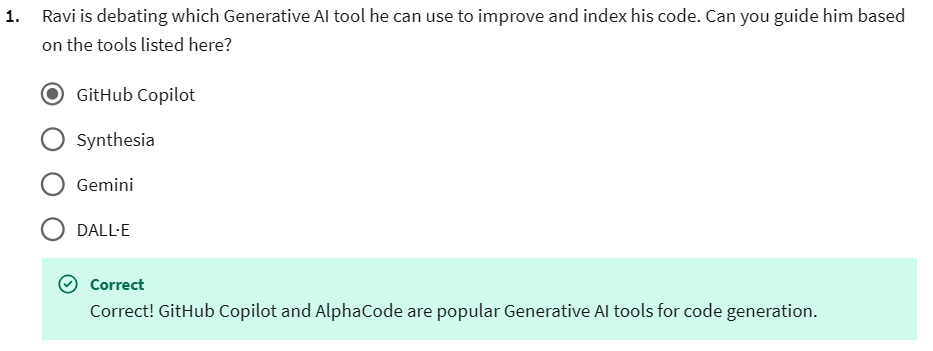 1. Ravi is debating which Generative AI tool he can use to improve and index his code. Can you guide him based
on the tools listed here?
GitHub Copilot
Synthesia
Gemini
DALL·E
Correct
Correct! GitHub Copilot and AlphaCode are popular Generative AI tools for code generation.